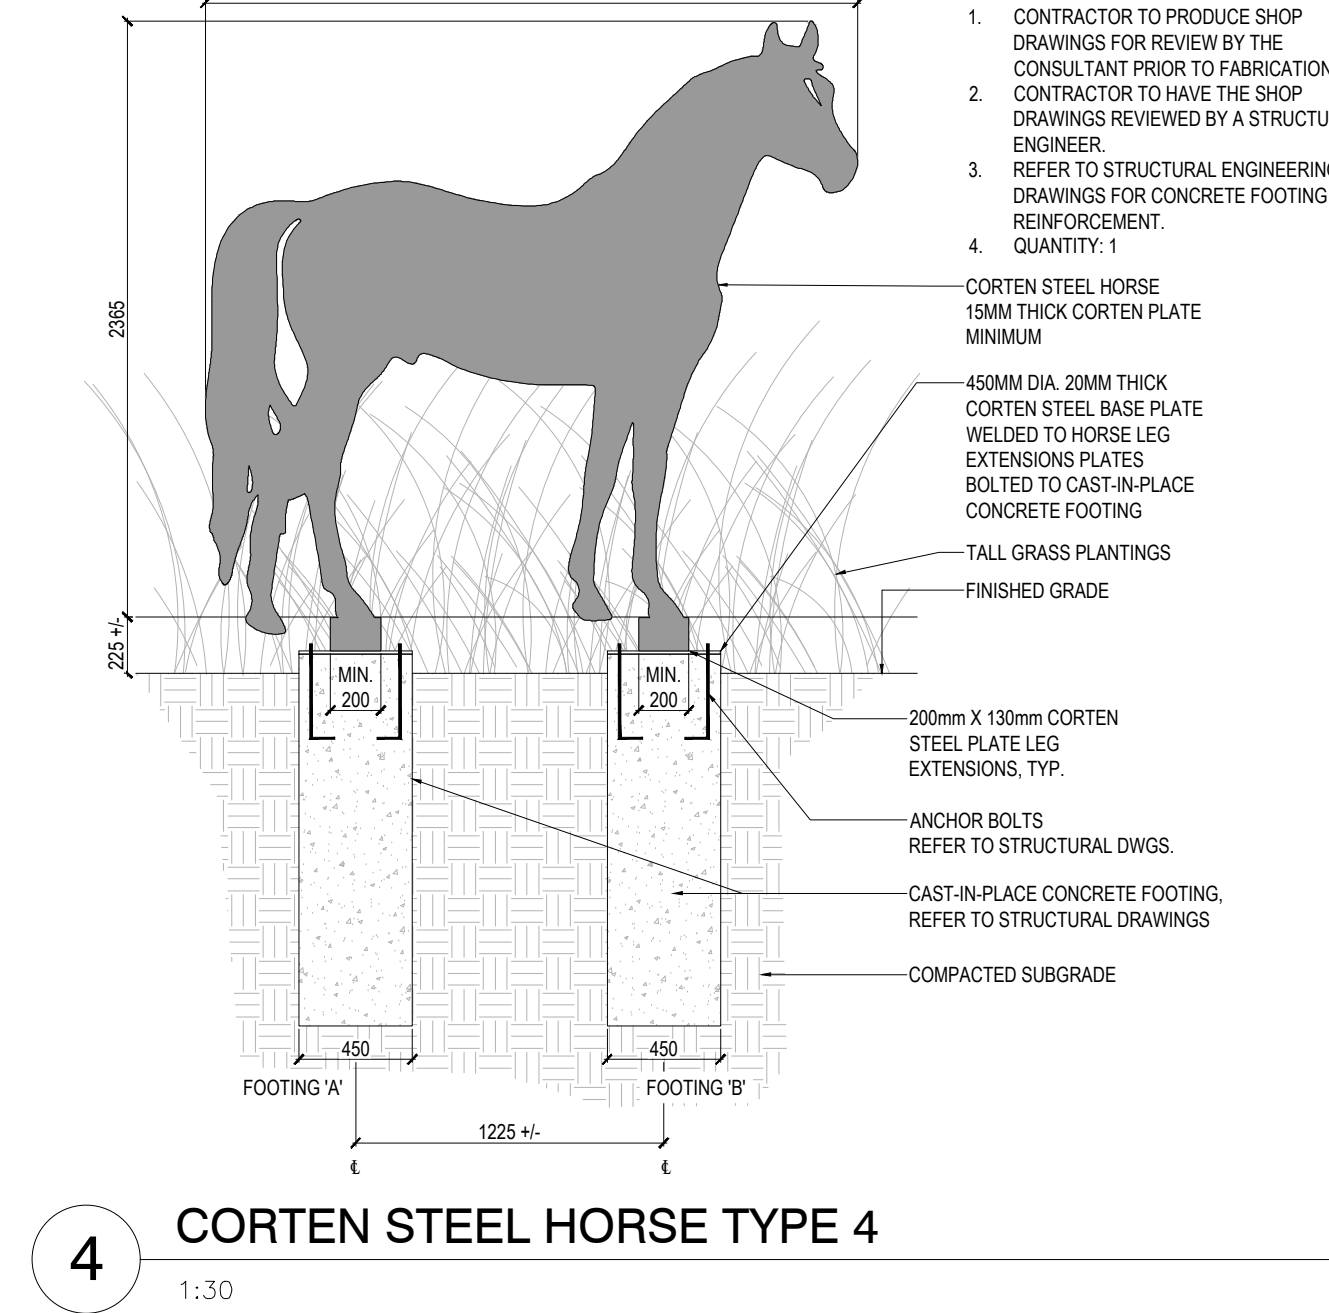 1. CONTRACTOR TO PRODUCE SHOP
DRAWINGS FOR REVIEW BY THE
CONSULTANT PRIOR TO FABRICATION
2. CONTRACTOR TO HAVE THE SHOP
DRAWINGS REVIEWED BY A STRUCTU
ENGINEER.
3. REFER TO STRUCTURAL ENGINEERING
DRAWINGS FOR CONCRETE FOOTING
REINFORCEMENT.
4. QUANTITY: 1
CORTEN STEEL HORSE
15MM THICK CORTEN PLATE
MINIMUM
2365
450MM DIA. 20MM THICK
CORTEN STEEL BASE PLATE
WELDED TO HORSE LEG
EXTENSIONS PLATES
BOLTED TO CAST-IN-PLACE
CONCRETE FOOTING
TALL GRASS PLANTINGS
FINISHED GRADE
225 +/-
MIN.
200
MIN.
200
200mm X 130mm CORTEN
STEEL PLATE LEG
EXTENSIONS, TYP.
ANCHOR BOLTS
REFER TO STRUCTURAL DWGS.
CAST-IN-PLACE CONCRETE FOOTING,
REFER TO STRUCTURAL DRAWINGS
COMPACTED SUBGRADE
450
450
FOOTING 'A'
FOOTING 'B'
1225 +/-
℄
℄
4
CORTEN STEEL HORSE TYPE 4
1:30